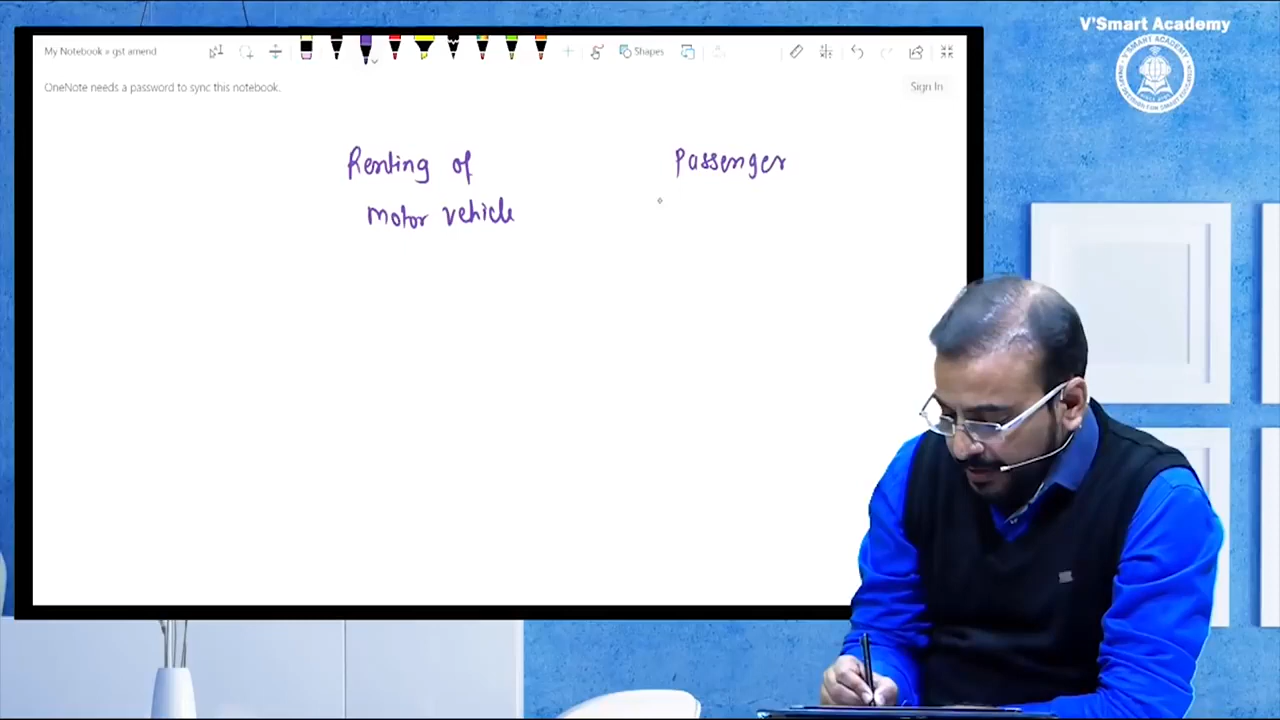 V'Smart Academy
My Notebook » gst amend
Shapes
OneNote needs a password to sync this notebook.
Sign In
Renting of
Passenger
motor vehicle